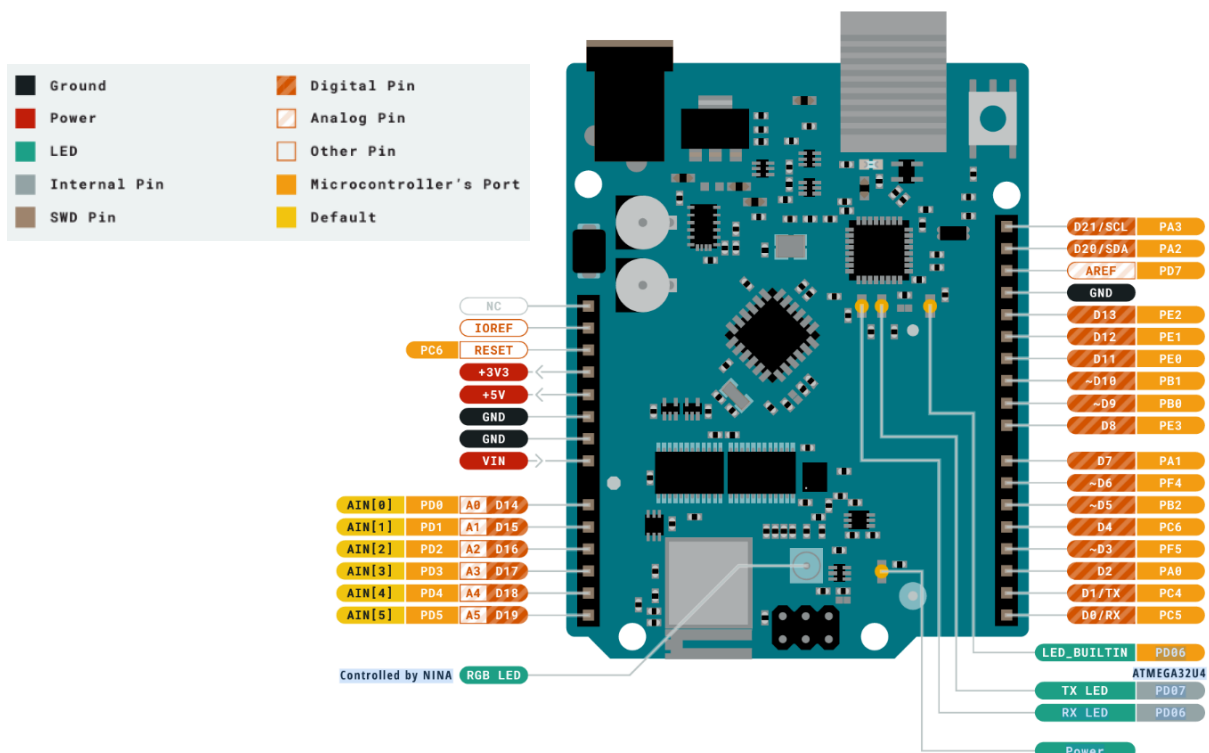 Ground
Power
LED
Internal Pin
SWD Pin
Digital Pin
Analog Pin
Other Pin
Microcontroller's Port
Default
NC
IOREF
PC6 RESET
+3V3
+5V
GND
GND
VIN
AIN[0] PD0 A0 D14
AIN[1] PD1 A1 D15
AIN[2] PD2 A2 D16
AIN[3] PD3 A3 D17
AIN[4] PD4 A4 D18
AIN[5] PD5 A5 D19
Controlled by NINA RGB LED
D21/SCL PA3
D20/SDA PA2
AREF PD7
GND
D13 PE2
D12 PE1
D11 PE0
~D10 PB1
~D9 PB0
D8 PE3
D7 PA1
~D6 PF4
~D5 PB2
D4 PC6
~D3 PF5
D2 PA0
D1/TX PC4
D0/RX PC5
LED_BUILTIN PD06
ATMEGA32U4
TX LED PD07
RX LED PD06
Power